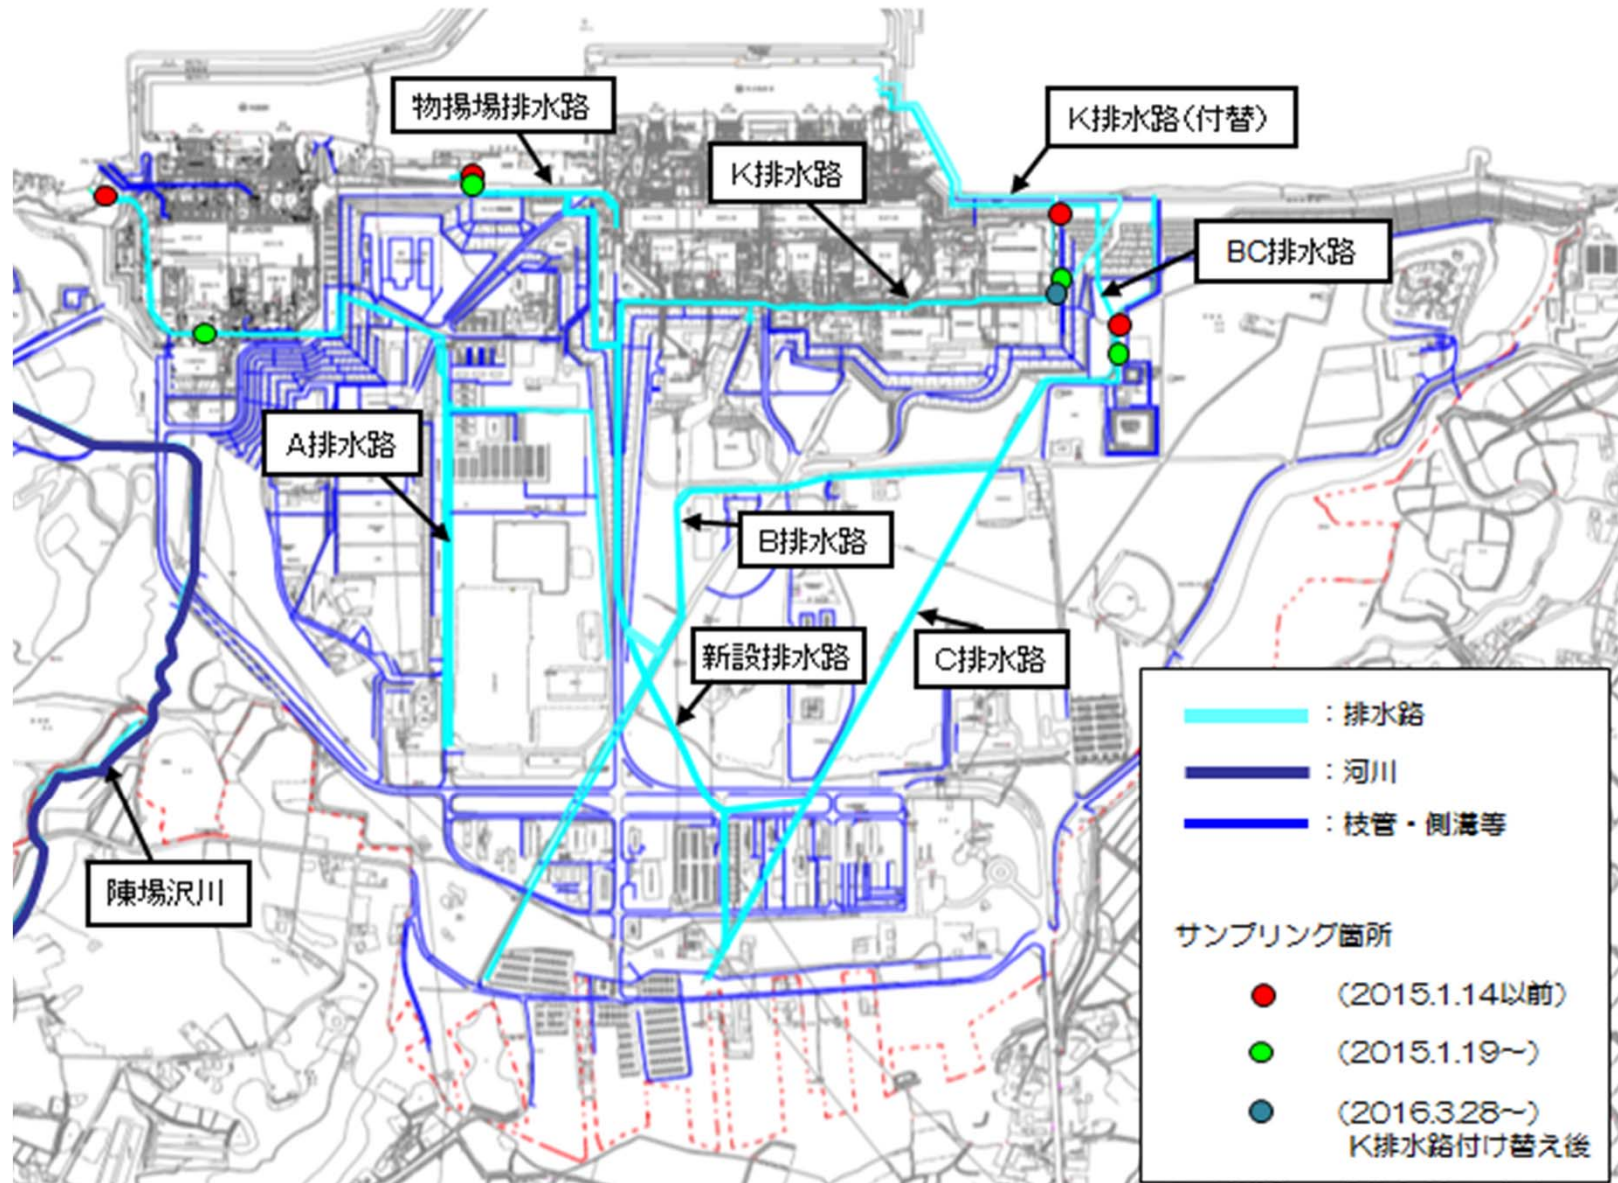 物揚場排水路
K排水路(付替)
K排水路
BC排水路
A排水路
B排水路
新設排水路
C排水路
陳場沢川
：排水路
：河川
：枝管・側溝等
サンプリング箇所
（2015.1.14以前）
（2015.1.19～）
（2016.3.28～）
K排水路付け替え後